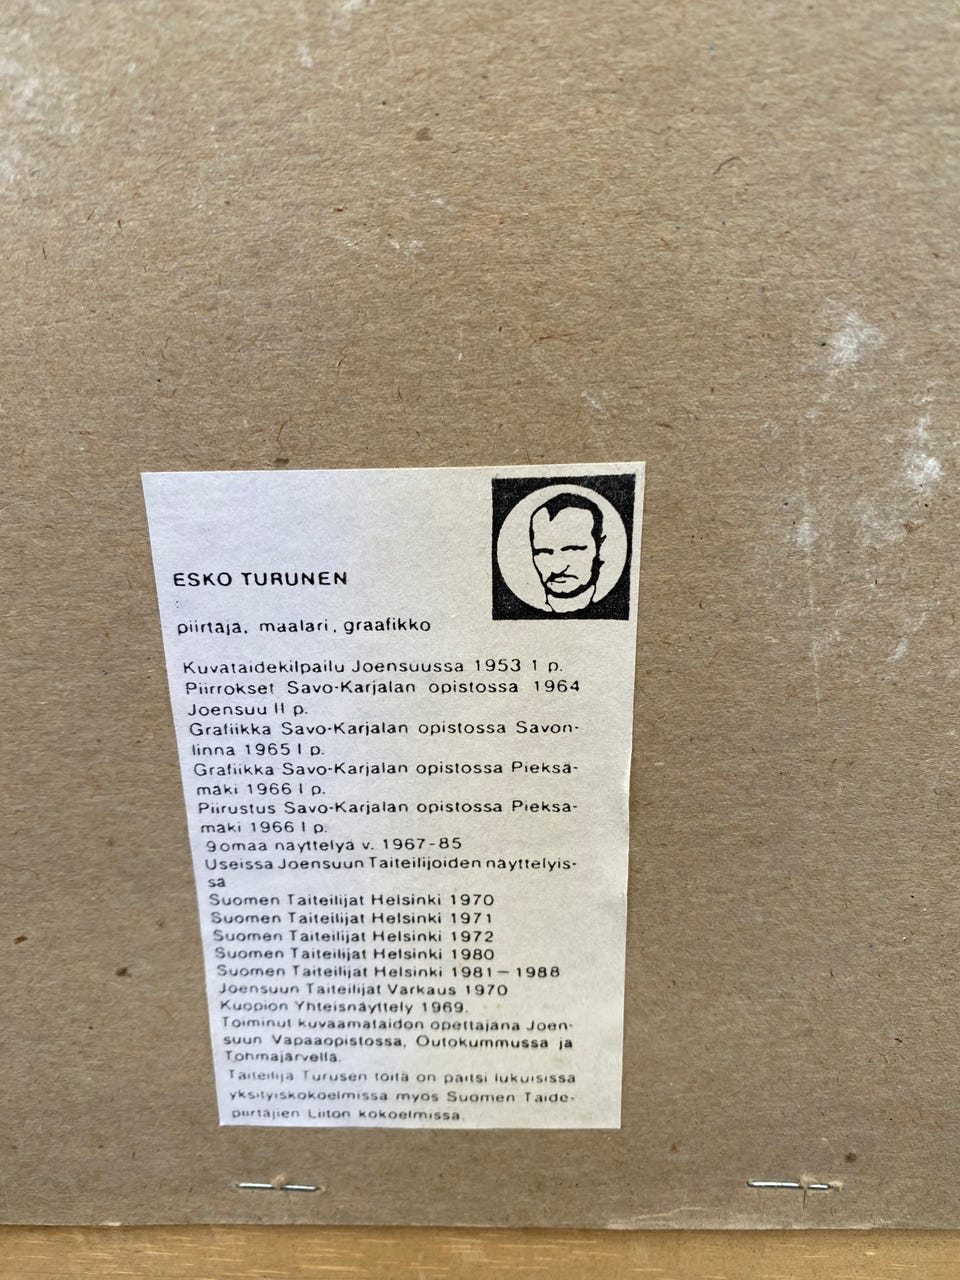 ESKO TURUNEN
piirtäjä, maalari, graafikko
Kuvataidekilpailu Joensuussa 1953 1 p.
Piirrokset Savo-Karjalan opistossa 1964
Joensuu II p.
Grafiikka Savo-Karjalan opistossa Savon-
linna 1965 I p.
Grafiikka Savo-Karjalan opistossa Pieksä-
mäki 1966 I p.
Piirustus Savo-Karjalan opistossa Pieksä-
mäki 1966 I p.
9 omaa näyttelyä v. 1967-85
Useissa Joensuun Taiteilijoiden näyttelyis-
sä
Suomen Taiteilijat Helsinki 1970
Suomen Taiteilijat Helsinki 1971
Suomen Taiteilijat Helsinki 1972
Suomen Taiteilijat Helsinki 1980
Suomen Taiteilijat Helsinki 1981–1988
Joensuun Taiteilijat Varkaus 1970
Kuopion Yhteisnäyttely 1969.
Toiminut kuvaamataidon opettajana Joen-
suun Vapaaopistossa, Outokummussa ja
Tohmajärvellä.
Taiteilija Turusen töitä on paitsi lukuisissa
yksityiskokoelmissa myös Suomen Taide-
piirtäjien Liiton kokoelmissa.